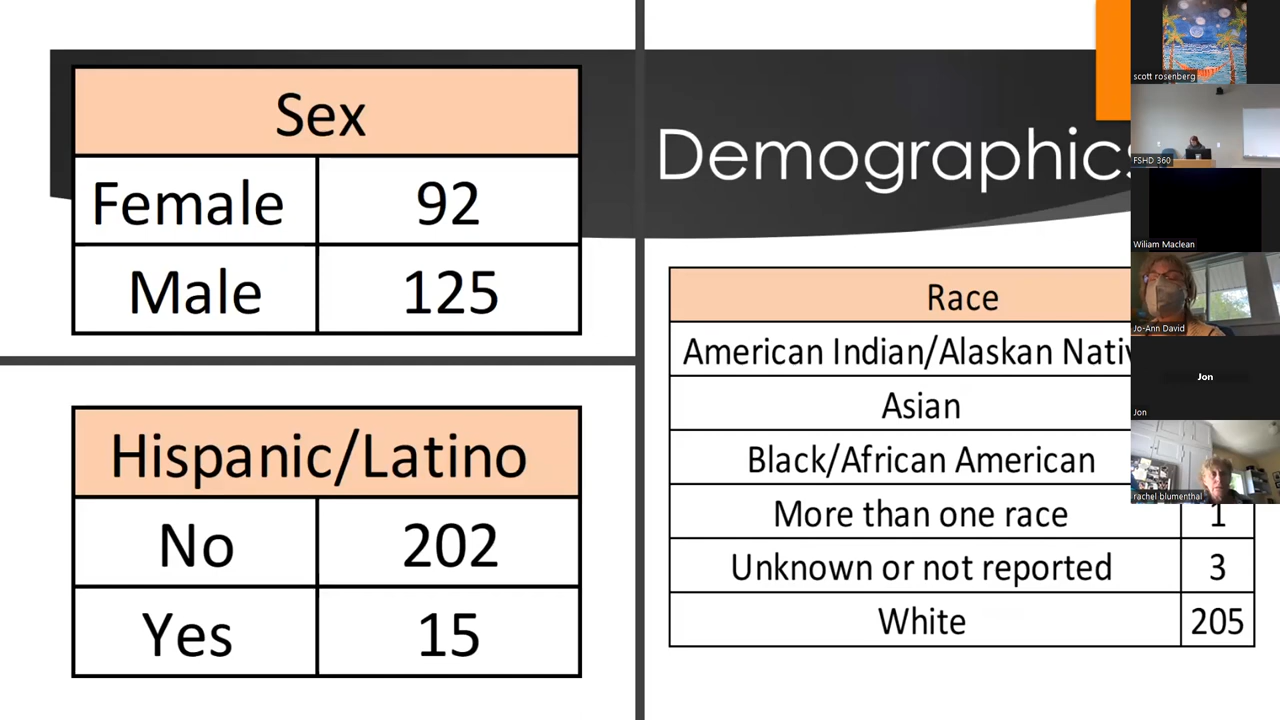 Sex
Female 92
Male 125
Hispanic/Latino
No 202
Yes 15
Demographics
Race
American Indian/Alaskan Nativ
Asian
Black/African American
More than one race 1
Unknown or not reported 3
White 205
scott rosenberg
FSHD 360
Wiliam Maclean
Jo-Ann David
Jon
Jon
rachel blumenthal